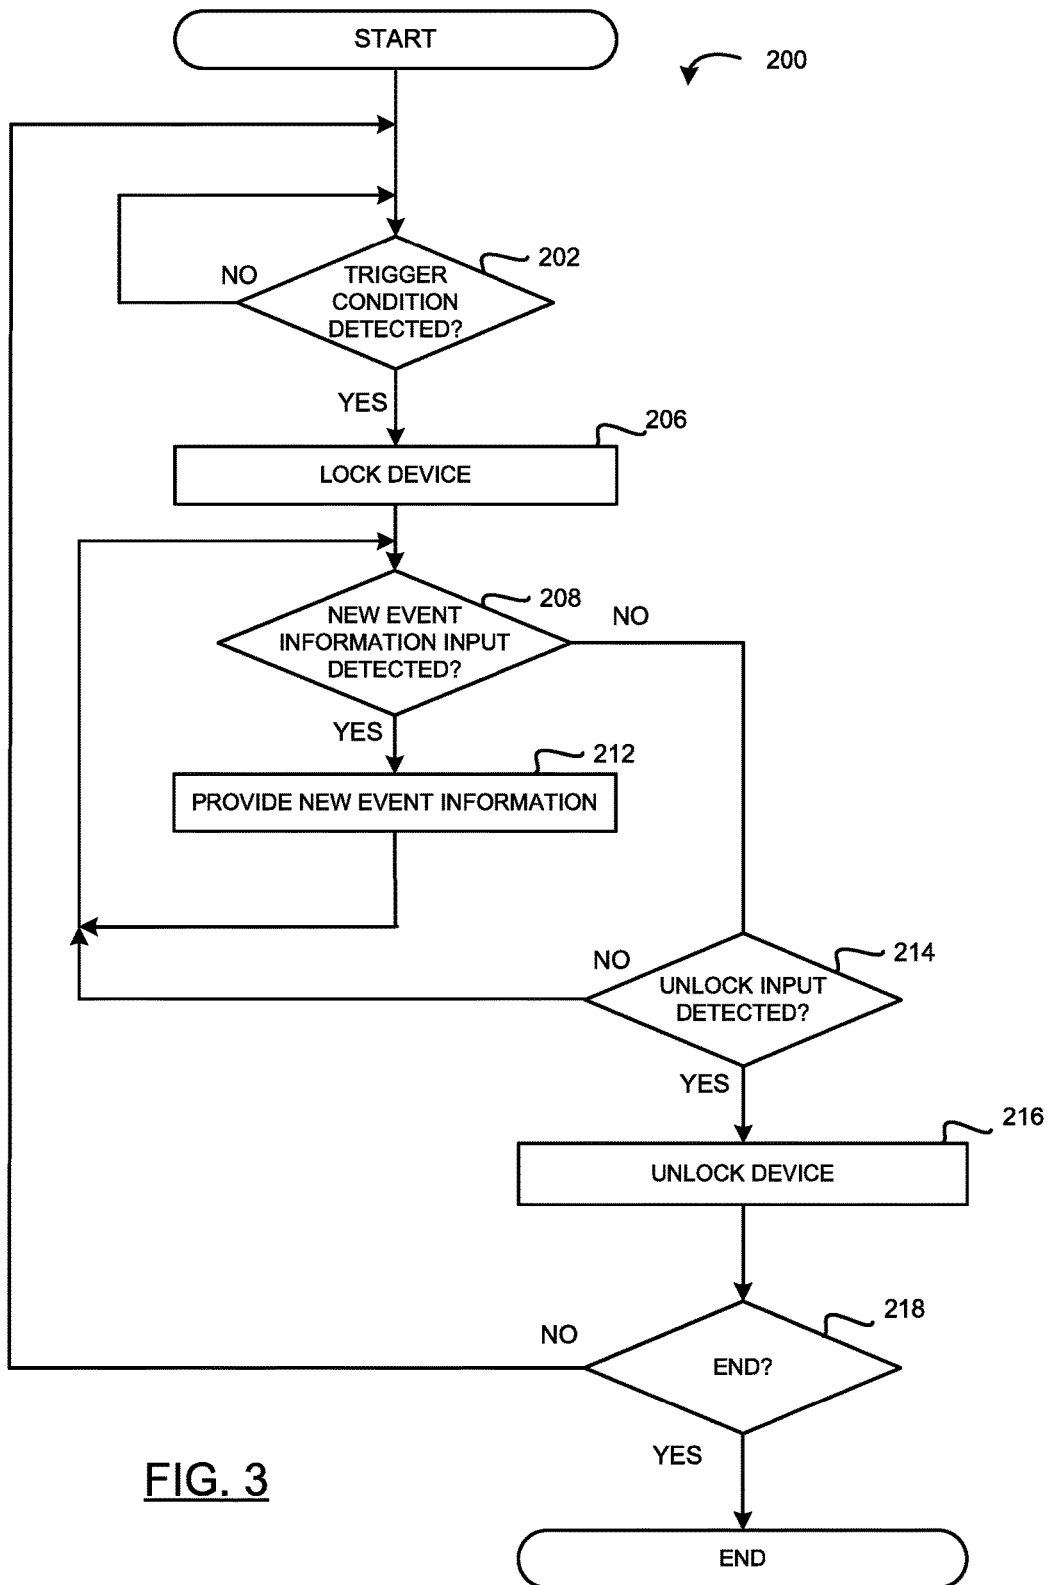 START
200
202
NO
TRIGGER
CONDITION
DETECTED?
YES
206
LOCK DEVICE
208
NO
NEW EVENT
INFORMATION INPUT
DETECTED?
YES
212
PROVIDE NEW EVENT INFORMATION
214
NO
UNLOCK INPUT
DETECTED?
YES
216
UNLOCK DEVICE
218
NO
END?
YES
FIG. 3
END